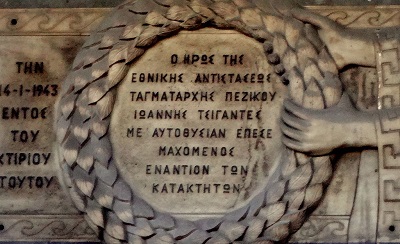 ΤΗΝ
14-1-1943
ΕΝΤΟΣ
ΤΟΥ
ΚΤΙΡΙΟΥ
ΤΟΥΤΟΥ
Ο ΗΡΩΣ ΤΗΣ
ΕΘΝΙΚΗΣ ΑΝΤΙΣΤΑΣΕΩΣ
ΤΑΓΜΑΤΑΡΧΗΣ ΠΕΖΙΚΟΥ
ΙΩΑΝΝΗΣ ΤΣΙΓΑΝΤΕΣ
ΜΕ ΑΥΤΟΘΥΣΙΑΝ ΕΠΕΣΕ
ΜΑΧΟΜΕΝΟΣ
ΕΝΑΝΤΙΟΝ ΤΩΝ
ΚΑΤΑΚΤΗΤΩΝ